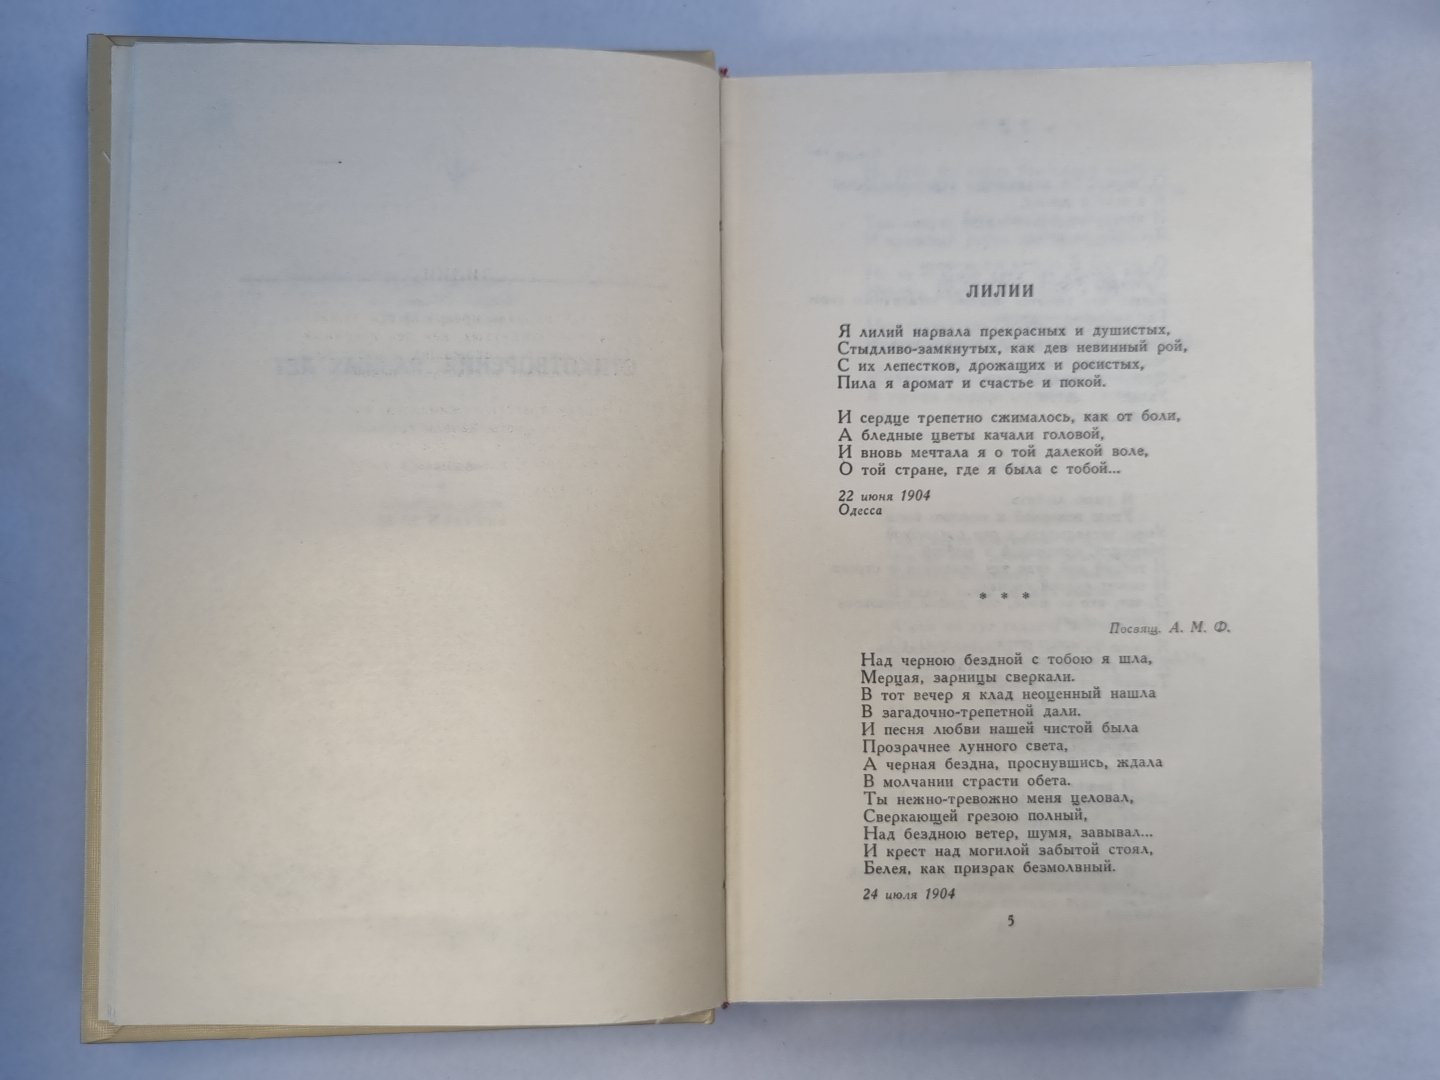 ЛИЛИИ
Я лилий нарвала прекрасных и душистых,
Стыдливо-замкнутых, как дев невинный рой,
С их лепестков, дрожащих и росистых,
Пила я аромат и счастье и покой.
И сердце трепетно сжималось, как от боли,
А бледные цветы качали головой,
И вновь мечтала я о той далекой воле,
О той стране, где я была с тобой...
22 июня 1904
Одесса
* * *
Посвящ. А. М. Ф.
Над черною бездной с тобою я шла,
Мерцая, зарницы сверкали.
В тот вечер я клад неоценный нашла
В загадочно-трепетной дали.
И песня любви нашей чистой была
Прозрачнее лунного света,
А черная бездна, проснувшись, ждала
В молчании страсти обета.
Ты нежно-тревожно меня целовал,
Сверкающей грезою полный,
Над бездною ветер, шумя, завывал...
И крест над могилой забытой стоял,
Белея, как призрак безмолвный.
24 июля 1904
5